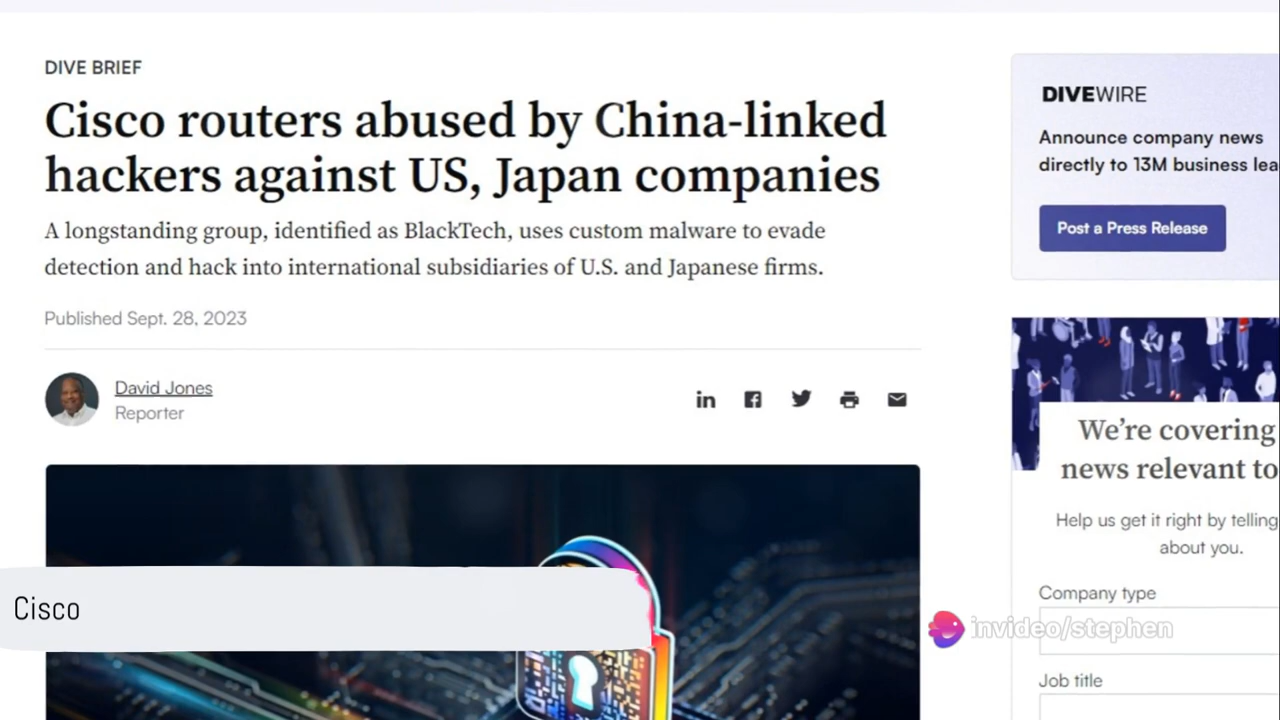 DIVE BRIEF
Cisco routers abused by China-linked
hackers against US, Japan companies
A longstanding group, identified as BlackTech, uses custom malware to evade
detection and hack into international subsidiaries of U.S. and Japanese firms.
Published Sept. 28, 2023
David Jones
Reporter
Cisco
DIVEWIRE
Announce company news
directly to 13M business lea
Post a Press Release
We’re covering
news relevant to
Help us get it right by telling
about you.
Company type
invideo/stephen
Job title